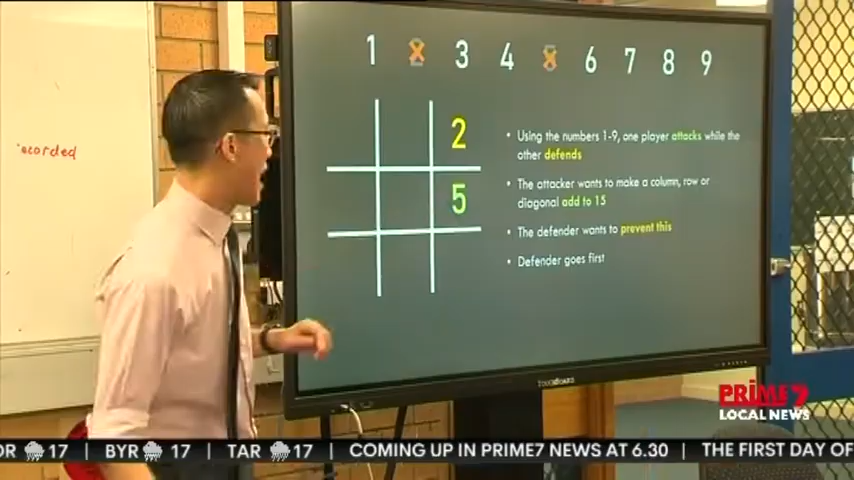 ecorded
1 3 4 6 7 8 9
2
5
• Using the numbers 1-9, one player attacks while the
other defends
• The attacker wants to make a column, row or
diagonal add to 15
• The defender wants to prevent this
• Defender goes first
PRIME7
LOCAL NEWS
OR 17 | BYR 17 | TAR 17 | COMING UP IN PRIME7 NEWS AT 6.30 | THE FIRST DAY OF